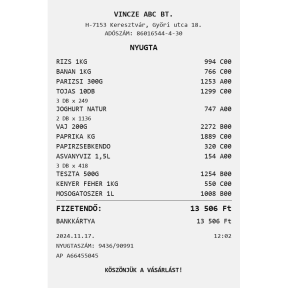 VINCZE ABC BT.
H-7153 Keresztvár, Győri utca 18.
ADÓSZÁM: 86016544-4-30
NYUGTA
RIZS 1KG 994 C00
BANAN 1KG 766 C00
PARIZSI 300G 1253 A00
TOJAS 10DB 1299 C00
3 DB x 249
JOGHURT NATUR 747 A00
2 DB x 1136
VAJ 200G 2272 B00
PAPRIKA KG 1889 C00
PAPIRZSEBKENDO 320 C00
ASVANYVIZ 1,5L 154 A00
3 DB x 418
TESZTA 500G 1254 B00
KENYER FEHER 1KG 550 C00
MOSOGATOSZER 1L 1008 B00
FIZETENDŐ: 13 506 Ft
BANKKÁRTYA 13 506 Ft
2024.11.17. 12:02
NYUGTASZÁM: 9436/90991
AP A66455045
KÖSZÖNJÜK A VÁSÁRLÁST!